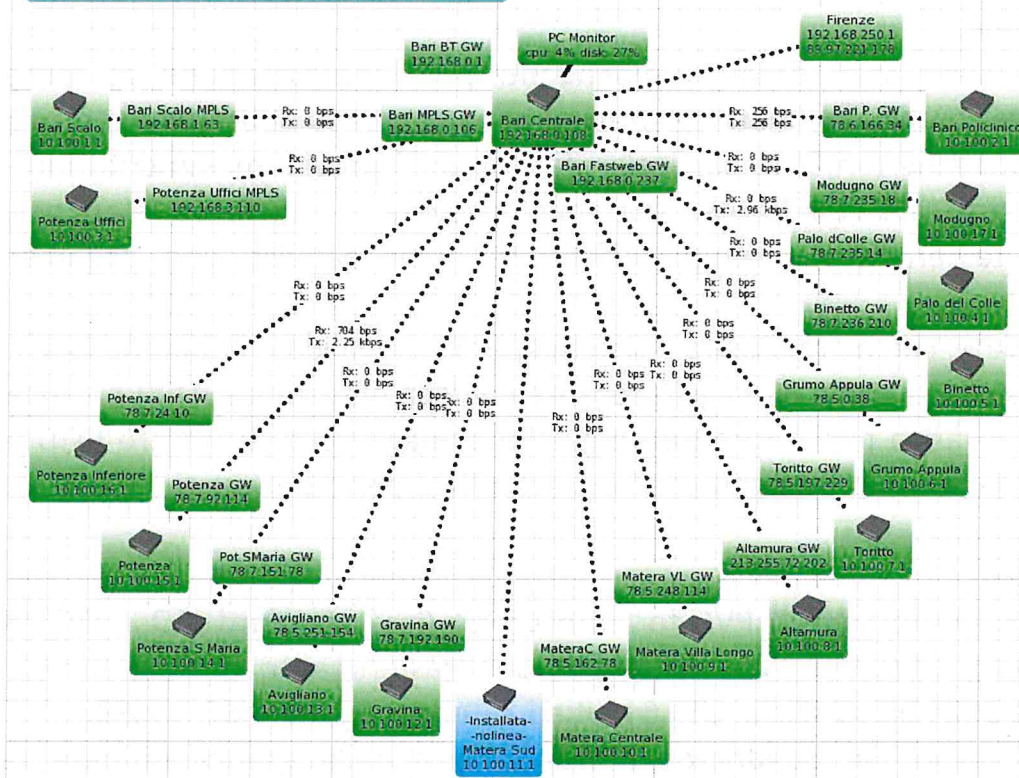 Bari BT GW
192.168.0.1
PC Monitor
cpu: 4% disk: 27%
Firenze
192.168.250.1
83.97.221.178
Bari Scalo
10.100.1.1
Bari Scalo MPLS
192.168.1.63
Rx: 0 bps
Tx: 0 bps
Bari MPLS.GW
192.168.0.106
Bari Centrale
192.168.0.108
Rx: 256 bps
Tx: 256 bps
Bari P. GW
78.6.166.34
Bari Policlinico
10.100.2.1
Rx: 0 bps
Tx: 0 bps
Potenza Uffici MPLS
192.168.3.110
Potenza Uffici
10.100.3.1
Bari Fastweb GW
192.168.0.237
Modugno GW
78.7.235.18
Modugno
10.100.17.1
Rx: 0 bps
Tx: 2.96 kbps
Palo dColle GW
78.7.235.14
Palo del Colle
10.100.4.1
Rx: 0 bps
Tx: 0 bps
Binetto GW
78.7.236.210
Binetto
10.100.5.1
Rx: 0 bps
Tx: 0 bps
Rx: 0 bps
Tx: 0 bps
Rx: 704 bps
Tx: 2.25 kbps
Rx: 0 bps
Tx: 0 bps
Rx: 0 bps
Tx: 0 bps
Rx: 0 bps
Tx: 0 bps
Rx: 0 bps
Tx: 0 bps
Rx: 0 bps
Tx: 0 bps
Rx: 0 bps
Tx: 0 bps
Rx: 0 bps
Tx: 0 bps
Grumo Appula GW
78.5.0.38
Grumo Appula
10.100.6.1
Potenza Inf GW
78.7.24.10
Potenza Inferiore
10.100.16.1
Potenza GW
78.7.92.114
Potenza
10.100.15.1
Toritto GW
78.5.197.229
Toritto
10.100.7.1
Pot.SMaria GW
78.7.151.78
Potenza S Maria
10.100.14.1
Altamura GW
213.255.72.202
Altamura
10.100.8.1
Matera VL GW
78.5.248.114
Matera Villa Longo
10.100.9.1
Avigliano GW
78.5.251.154
Avigliano
10.100.13.1
Gravina GW
78.7.192.190
Gravina
10.100.12.1
MateraC GW
78.5.162.78
Matera Centrale
10.100.10.1
-Installata-
-nolinea-
Matera Sud
10.100.11.1